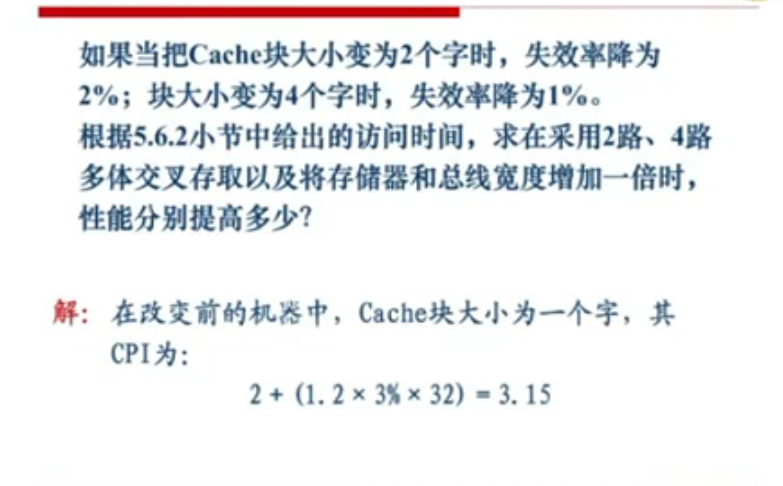 如果当把Cache块大小变为2个字时，失效率降为
2%；块大小变为4个字时，失效率降为1%。
根据5.6.2小节中给出的访问时间，求在采用2路、4路
多体交叉存取以及将存储器和总线宽度增加一倍时，
性能分别提高多少？
解：在改变前的机器中，Cache块大小为一个字，其
CPI为：
2 + (1.2 × 3% × 32) = 3.15